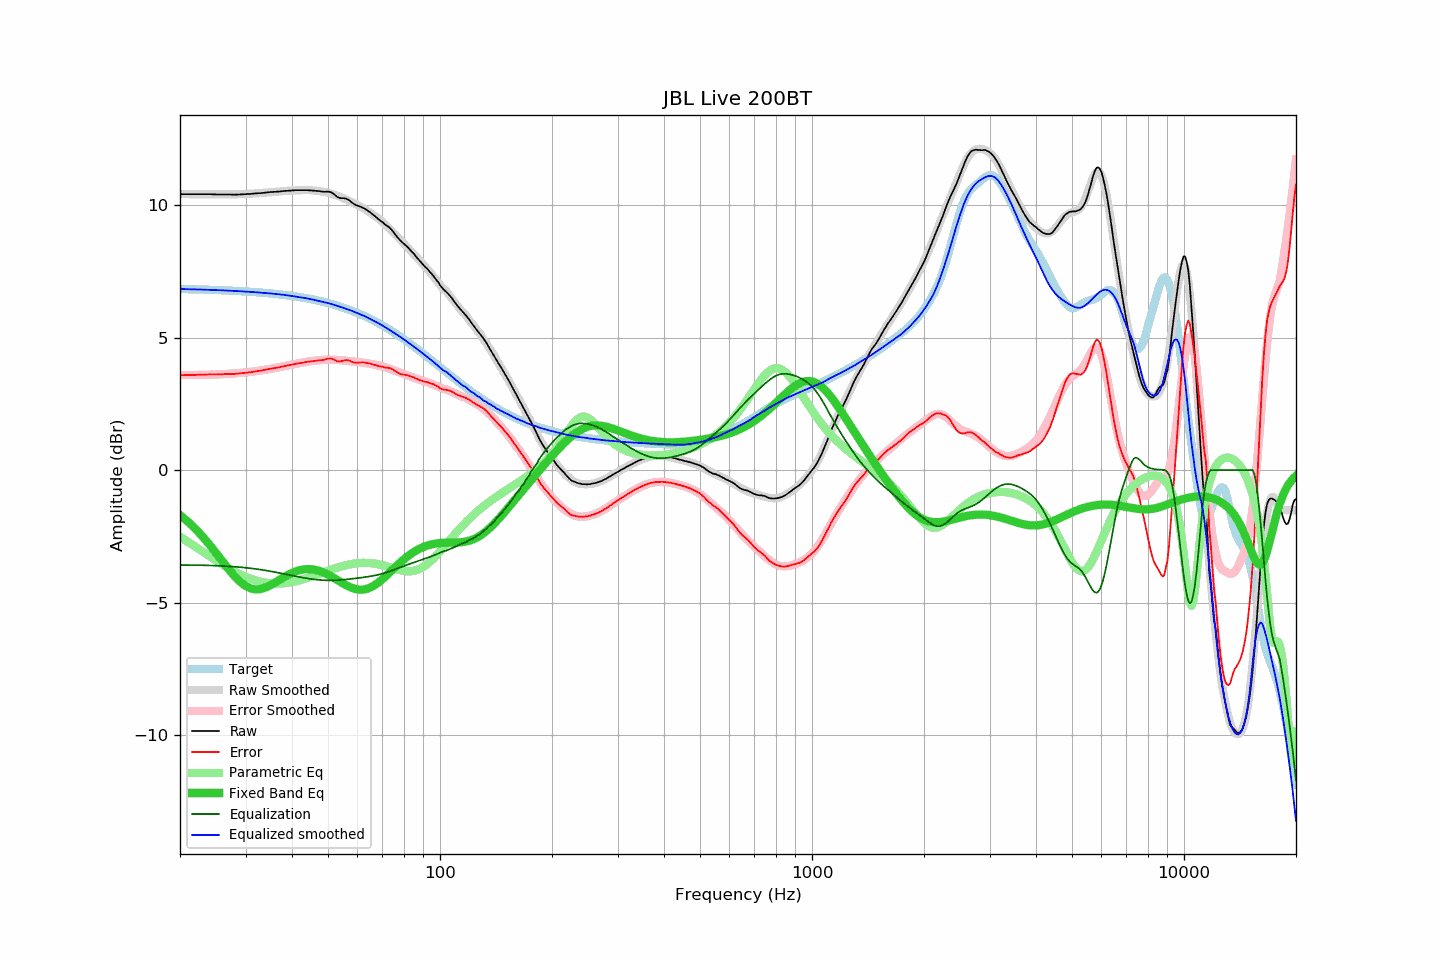 JBL Live 200BT
Amplitude (dBr)
10
5
0
−5
−10
Target
Raw Smoothed
Error Smoothed
Raw
Error
Parametric Eq
Fixed Band Eq
Equalization
Equalized smoothed
100
1000
10000
Frequency (Hz)